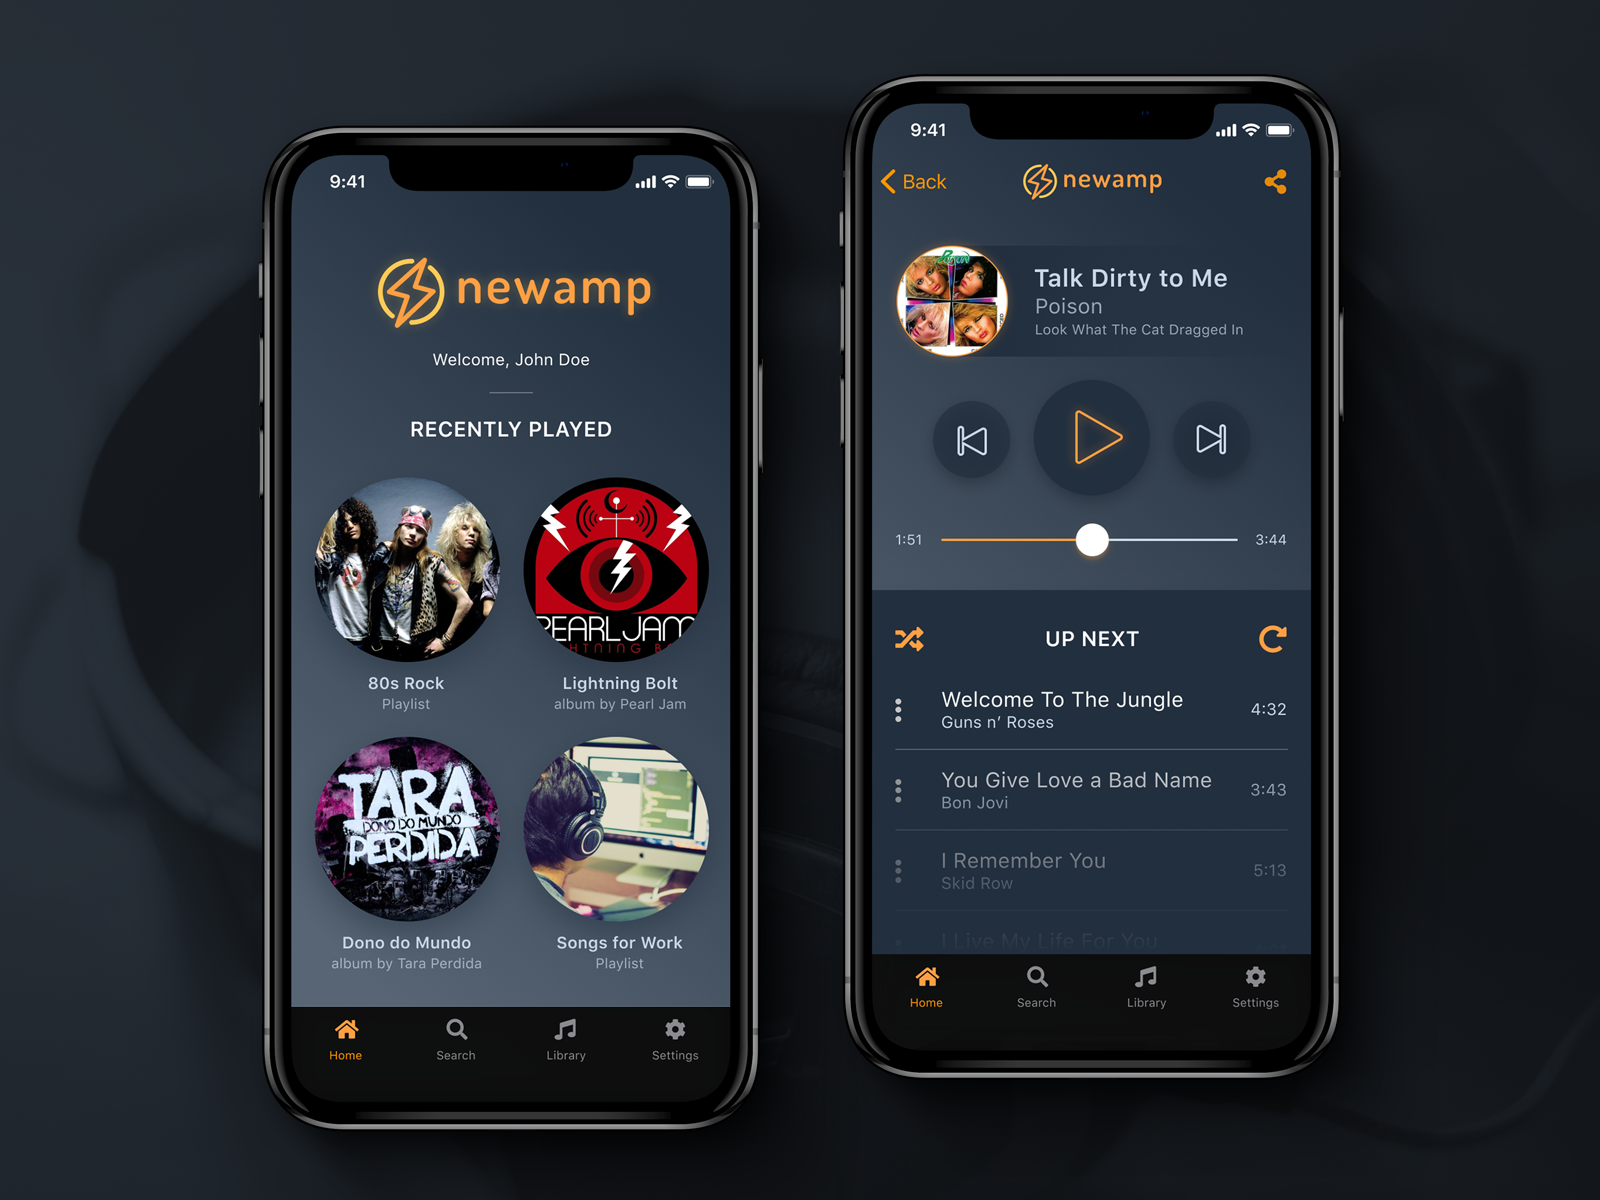 9:41
newamp
Welcome, John Doe
RECENTLY PLAYED
PEARL JAM
80s Rock
Playlist
Lightning Bolt
album by Pearl Jam
TARA
DONO DO MUNDO
PERDIDA
Dono do Mundo
album by Tara Perdida
Songs for Work
Playlist
Home
Search
Library
Settings
9:41
Back
newamp
Poison
Talk Dirty to Me
Poison
Look What The Cat Dragged In
1:51
3:44
UP NEXT
Welcome To The Jungle
Guns n’ Roses
4:32
You Give Love a Bad Name
Bon Jovi
3:43
I Remember You
Skid Row
5:13
I Live My Life For You
Home
Search
Library
Settings